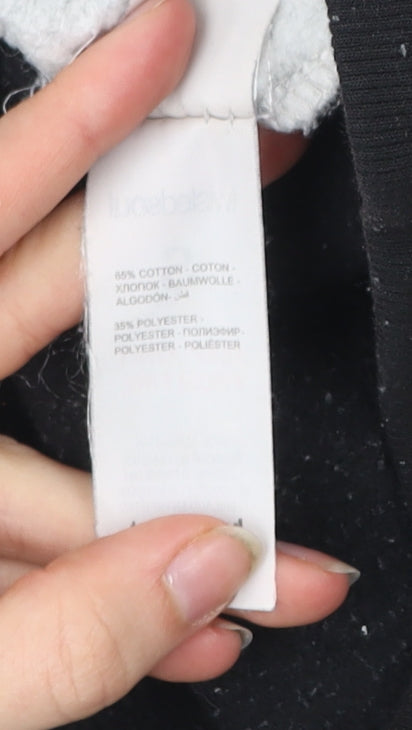 65% COTTON - COTON -
ХЛОПОК - BAUMWOLLE -
ALGODÓN- قطن
35% POLYESTER -
POLYESTER - ПОЛИЭФИР-
POLYESTER - POLIÉSTER